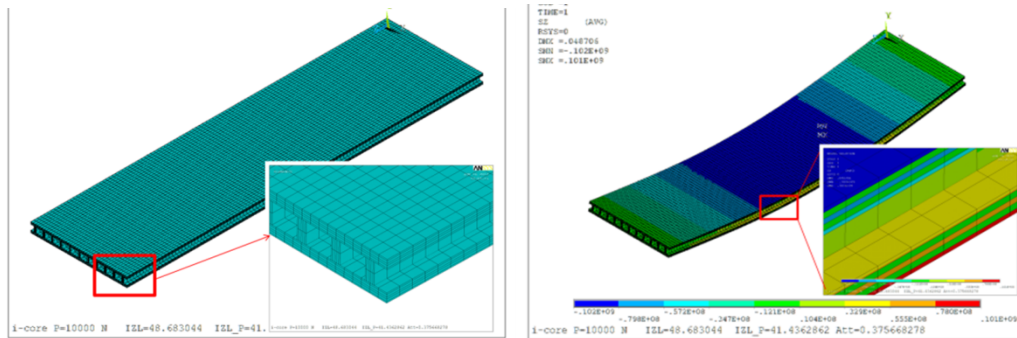 i-core P=10000 N IZL=48.683044 IZL_P=41.
TIME=1
SZ (AVG)
RSYS=0
DMX =.048706
SMN =-.102E+09
SMX =.101E+09
-.102E+09 -.572E+08 -.121E+08 .329E+08 .780E+08
-.798E+08 -.347E+08 .104E+08 .555E+08 .101E+09
i-core P=10000 N IZL=48.683044 IZL_P=41.4362862 Att=0.375668278